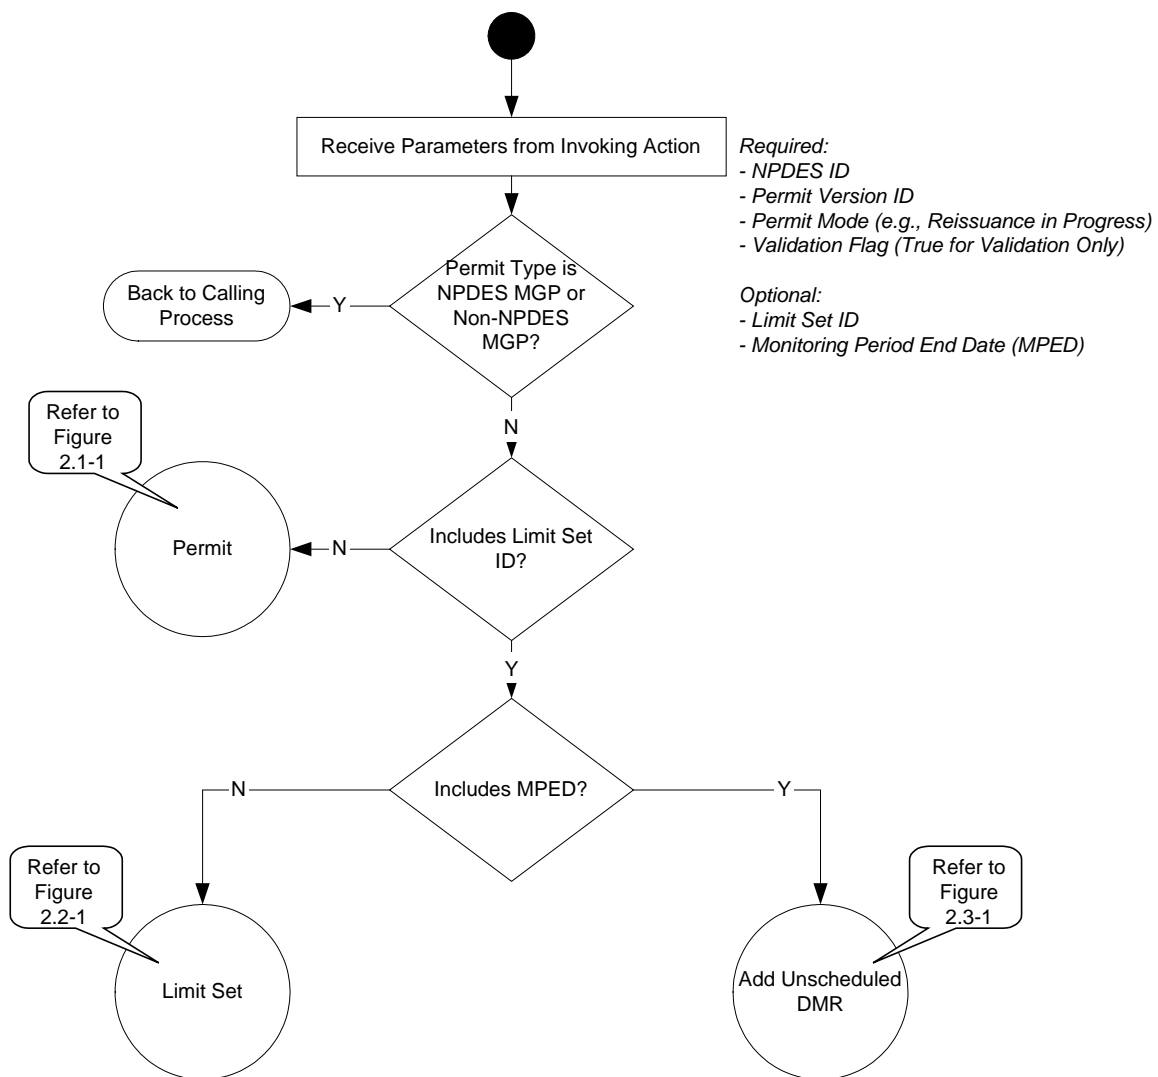 Receive Parameters from Invoking Action
Required:
- NPDES ID
- Permit Version ID
- Permit Mode (e.g., Reissuance in Progress)
- Validation Flag (True for Validation Only)
Optional:
- Limit Set ID
- Monitoring Period End Date (MPED)
Permit Type is
NPDES MGP or
Non-NPDES
MGP?
Y
Back to Calling
Process
N
Refer to
Figure
2.1-1
Includes Limit Set
ID?
N
Permit
Y
Includes MPED?
N
Y
Refer to
Figure
2.2-1
Limit Set
Refer to
Figure
2.3-1
Add Unscheduled
DMR